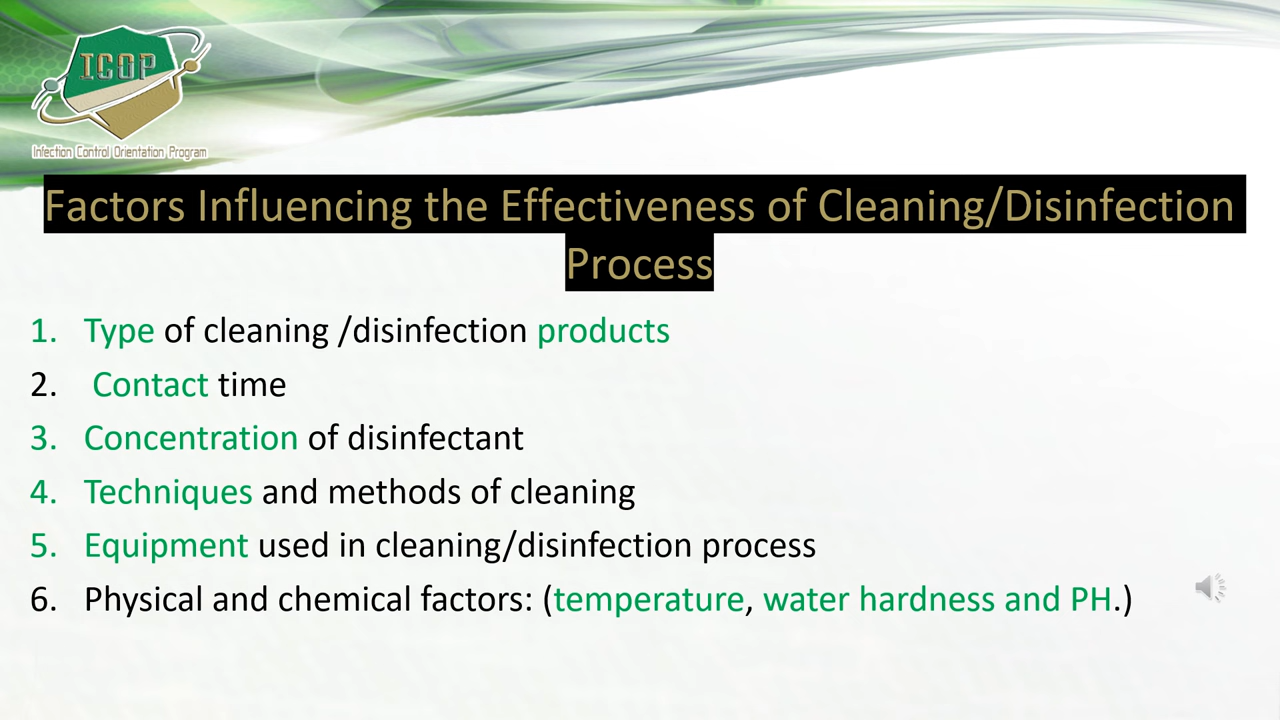 ICOP
Infection Control Orientation Program
Factors Influencing the Effectiveness of Cleaning/Disinfection
Process
1. Type of cleaning /disinfection products
2. Contact time
3. Concentration of disinfectant
4. Techniques and methods of cleaning
5. Equipment used in cleaning/disinfection process
6. Physical and chemical factors: (temperature, water hardness and PH.)